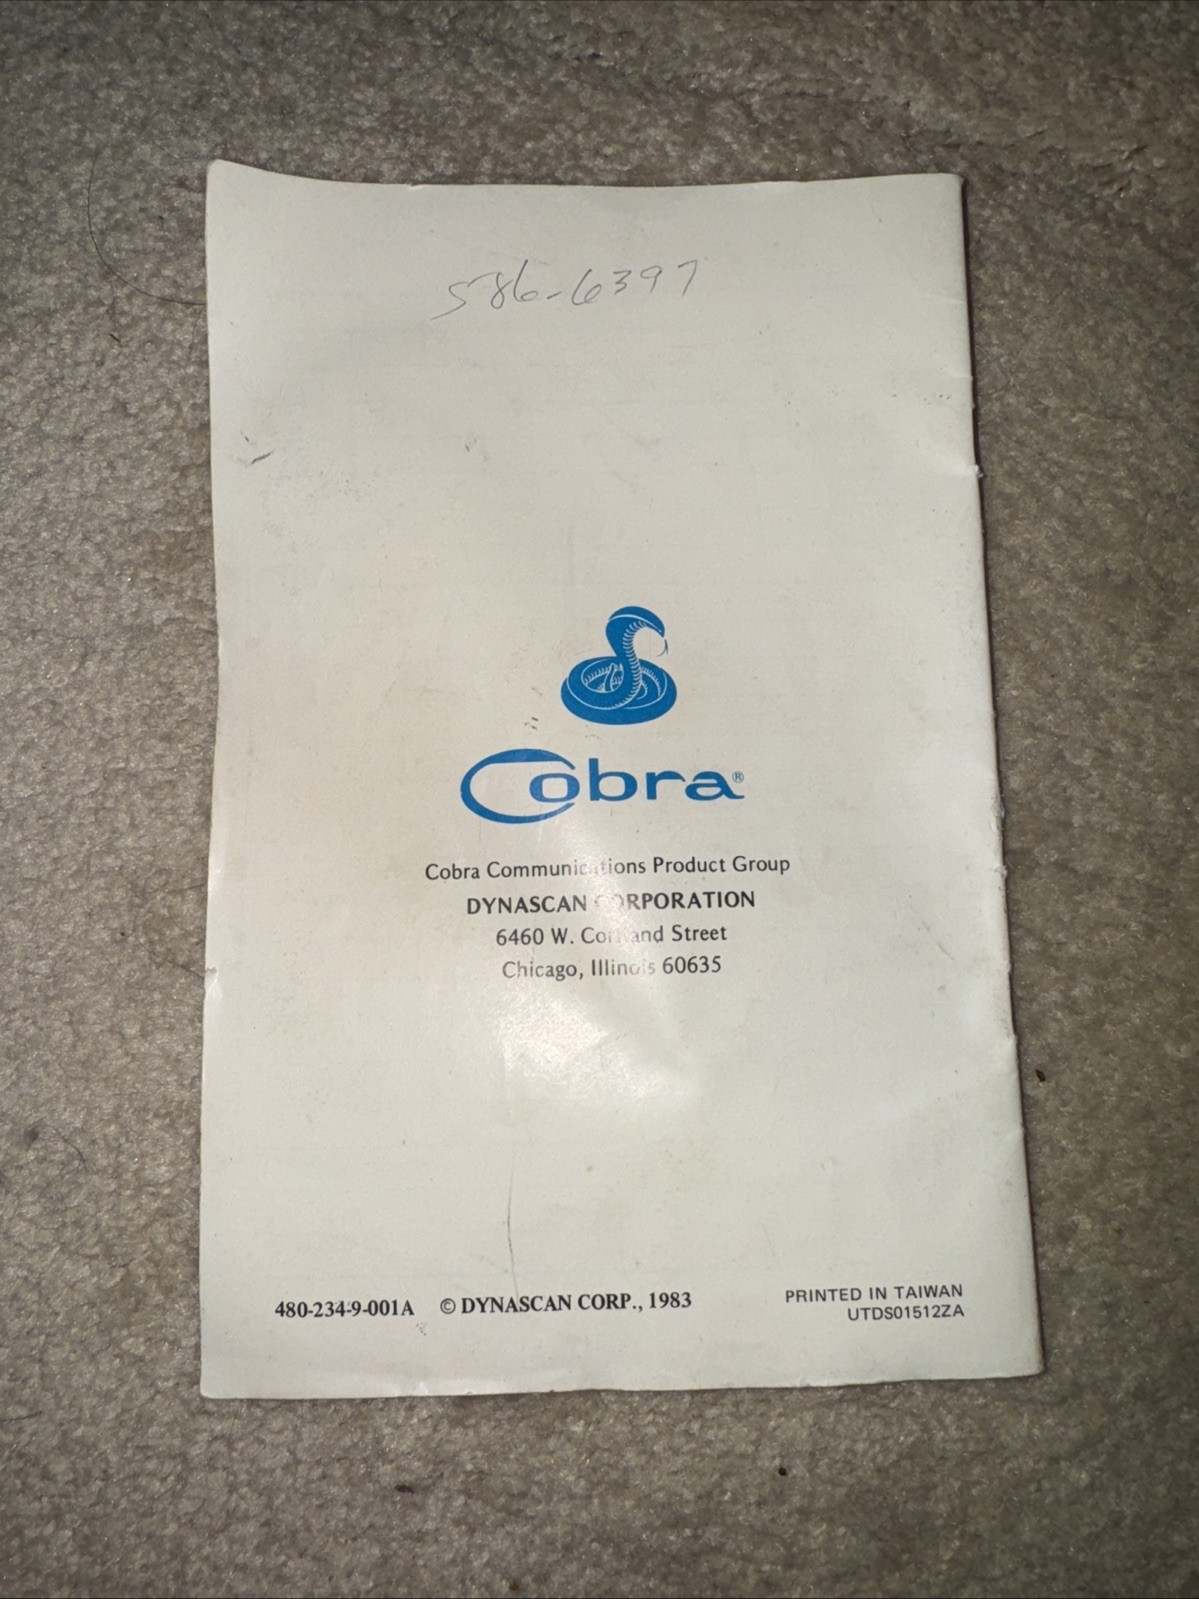 586-6397
Cobra®
Cobra Communications Product Group
DYNASCAN CORPORATION
6460 W. Cortland Street
Chicago, Illinois 60635
480-234-9-001A © DYNASCAN CORP., 1983
PRINTED IN TAIWAN
UTDS01512ZA